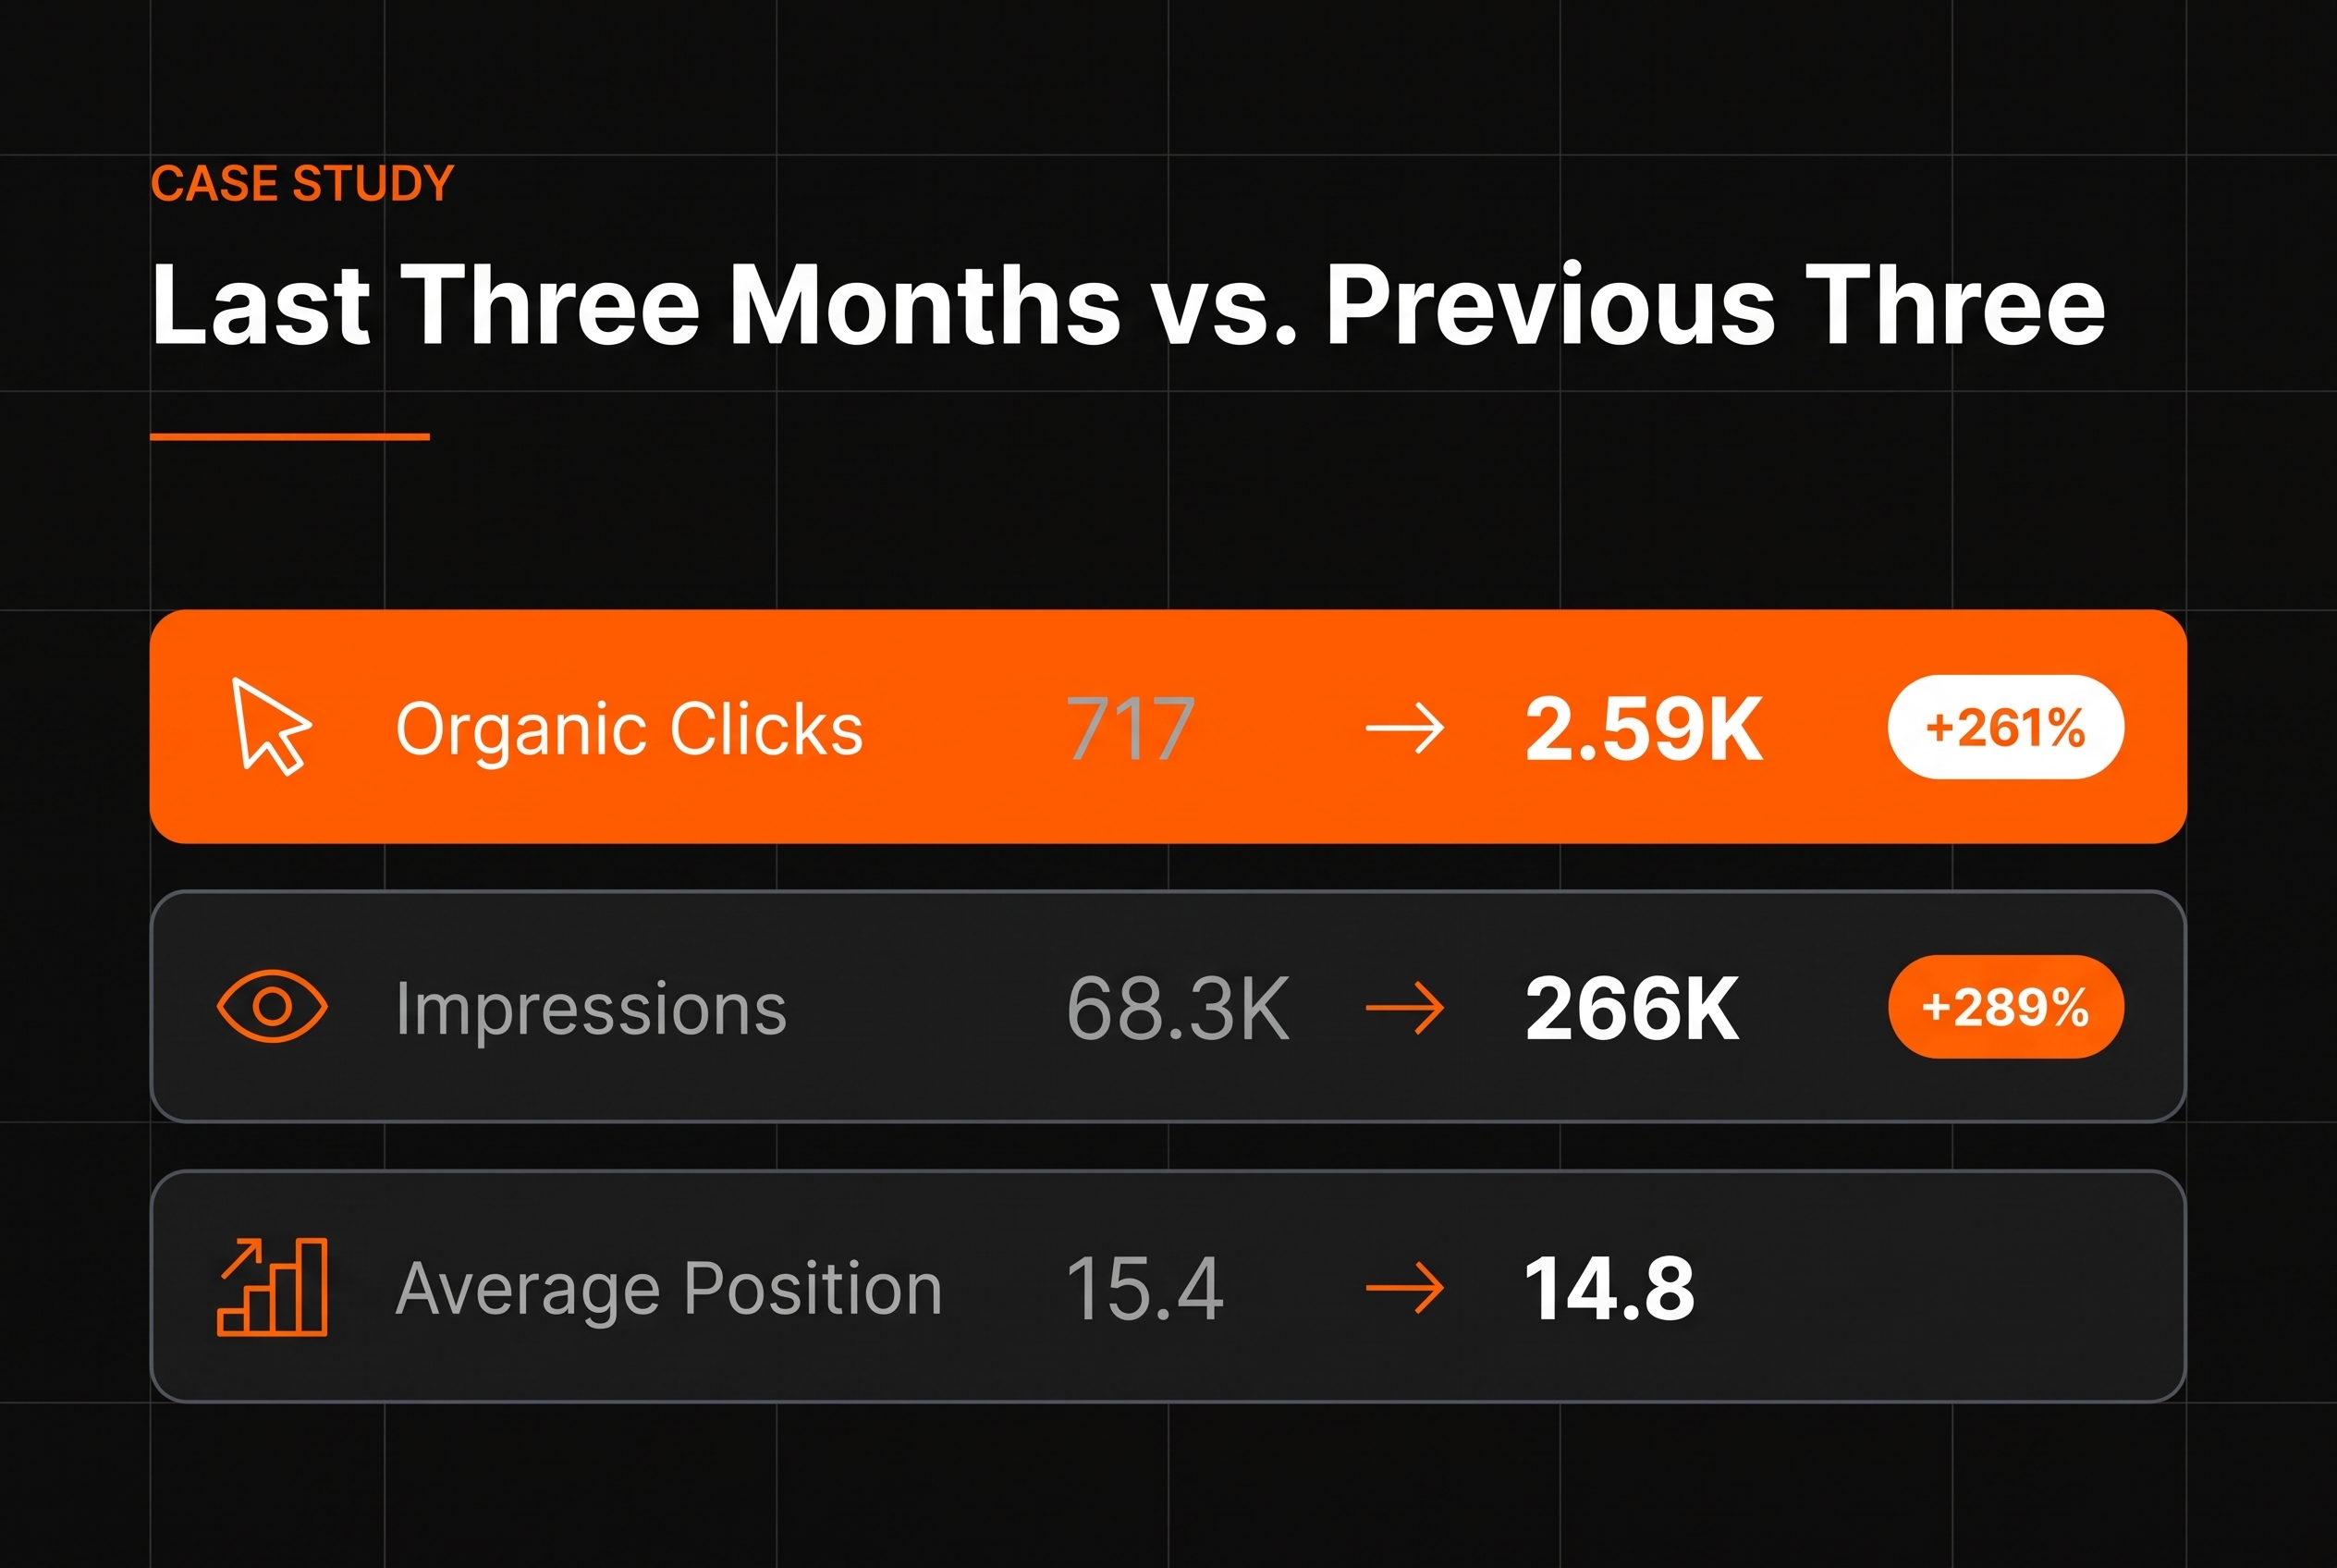 CASE STUDY
Last Three Months vs. Previous Three
Organic Clicks 717 → 2.59K +261%
Impressions 68.3K → 266K +289%
Average Position 15.4 → 14.8